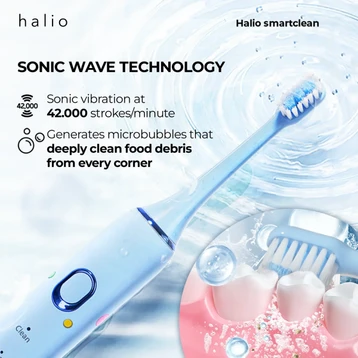 halio
Halio smartclean
SONIC WAVE TECHNOLOGY
42,000
Sonic vibration at
42.000 strokes/minute
Generates microbubbles that
deeply clean food debris
from every corner
Clean